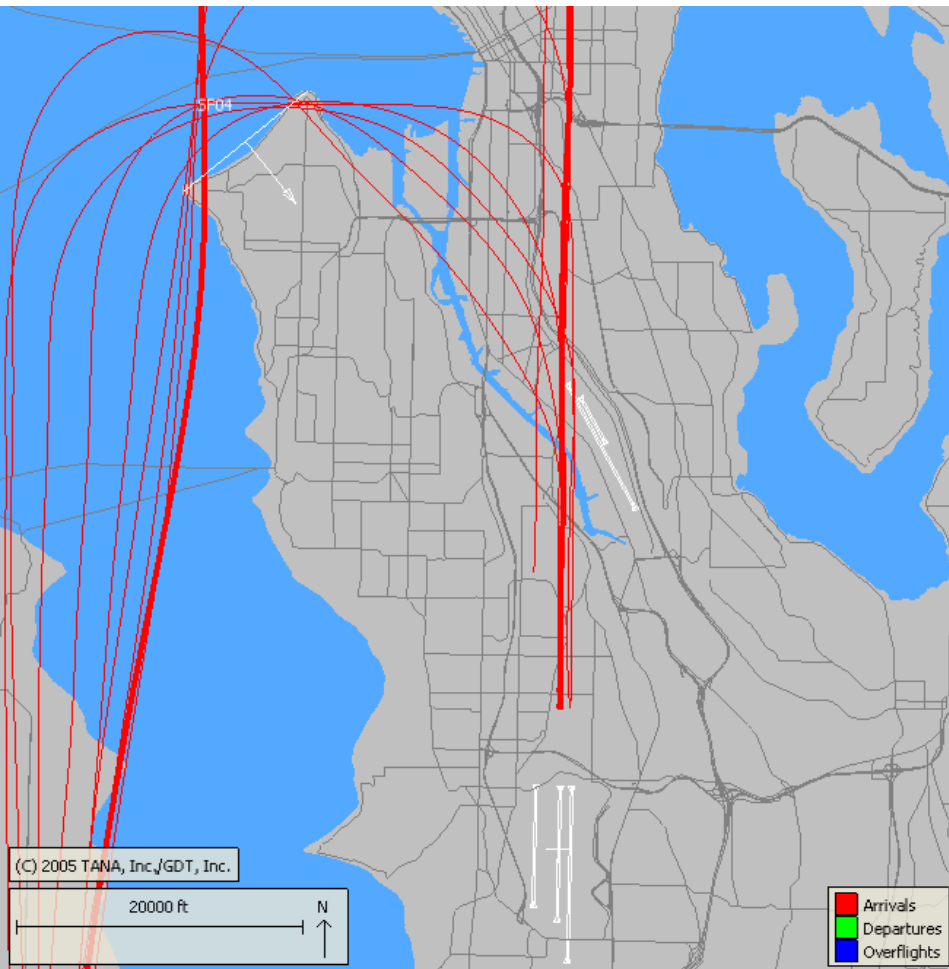 SF04
(C) 2005 TANA, Inc./GDT, Inc.
20000 ft
N
Arrivals
Departures
Overflights